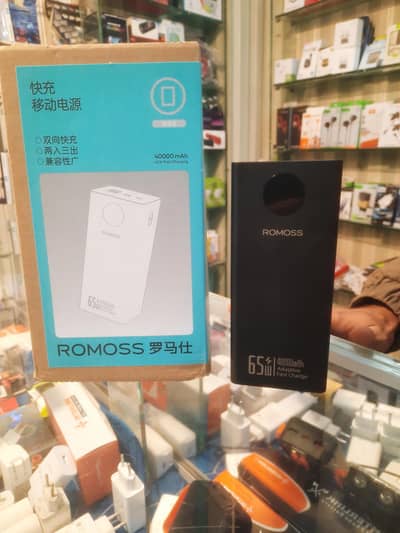 快充
移动电源
双向快充
两入三出
兼容性广
40000mAh
ROMOSS
65W
ROMOSS 罗马仕
ROMOSS
65W
40000mAh
Adaptive
Fast Charge